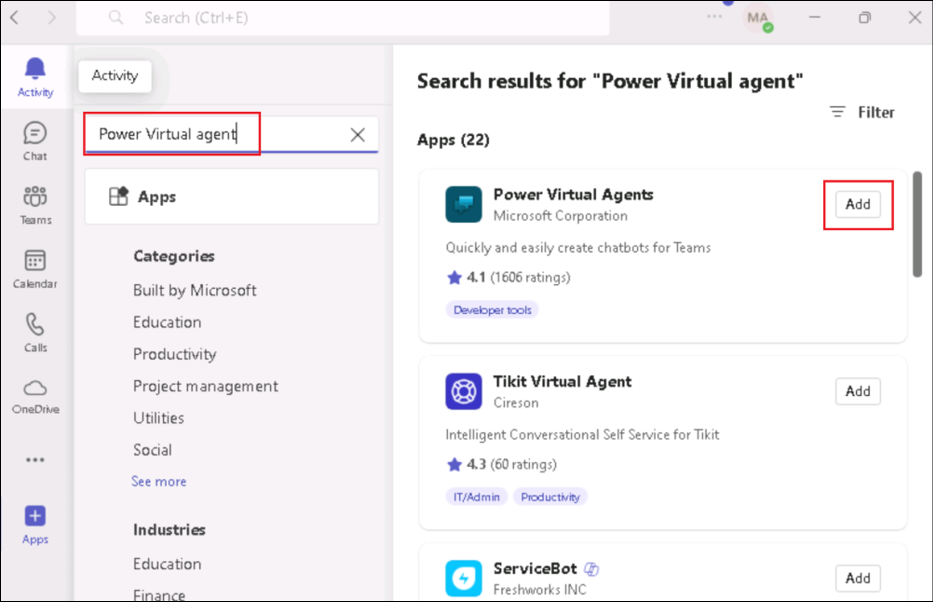 Search (Ctrl+E)
MA
Activity
Chat
Teams
Calendar
Calls
OneDrive
Apps
Activity
Power Virtual agent
Apps
Categories
Built by Microsoft
Education
Productivity
Project management
Utilities
Social
See more
Industries
Education
Finance
Search results for "Power Virtual agent"
Filter
Apps (22)
Power Virtual Agents
Microsoft Corporation
Add
Quickly and easily create chatbots for Teams
4.1 (1606 ratings)
Developer tools
Tikit Virtual Agent
Cireson
Add
Intelligent Conversational Self Service for Tikit
4.3 (60 ratings)
IT/Admin Productivity
ServiceBot
Freshworks INC
Add